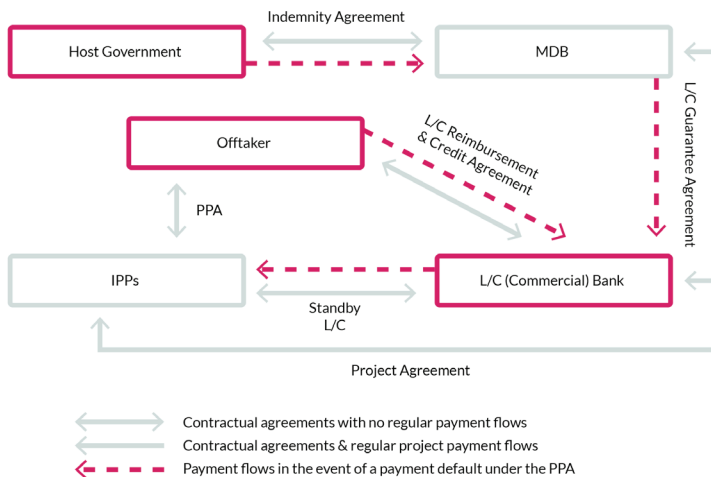 Indemnity Agreement
Host Government
MDB
Offtaker
L/C Reimbursement
& Credit Agreement
L/C Guarantee Agreement
PPA
IPPs
L/C (Commercial) Bank
Standby
L/C
Project Agreement
Contractual agreements with no regular payment flows
Contractual agreements & regular project payment flows
Payment flows in the event of a payment default under the PPA